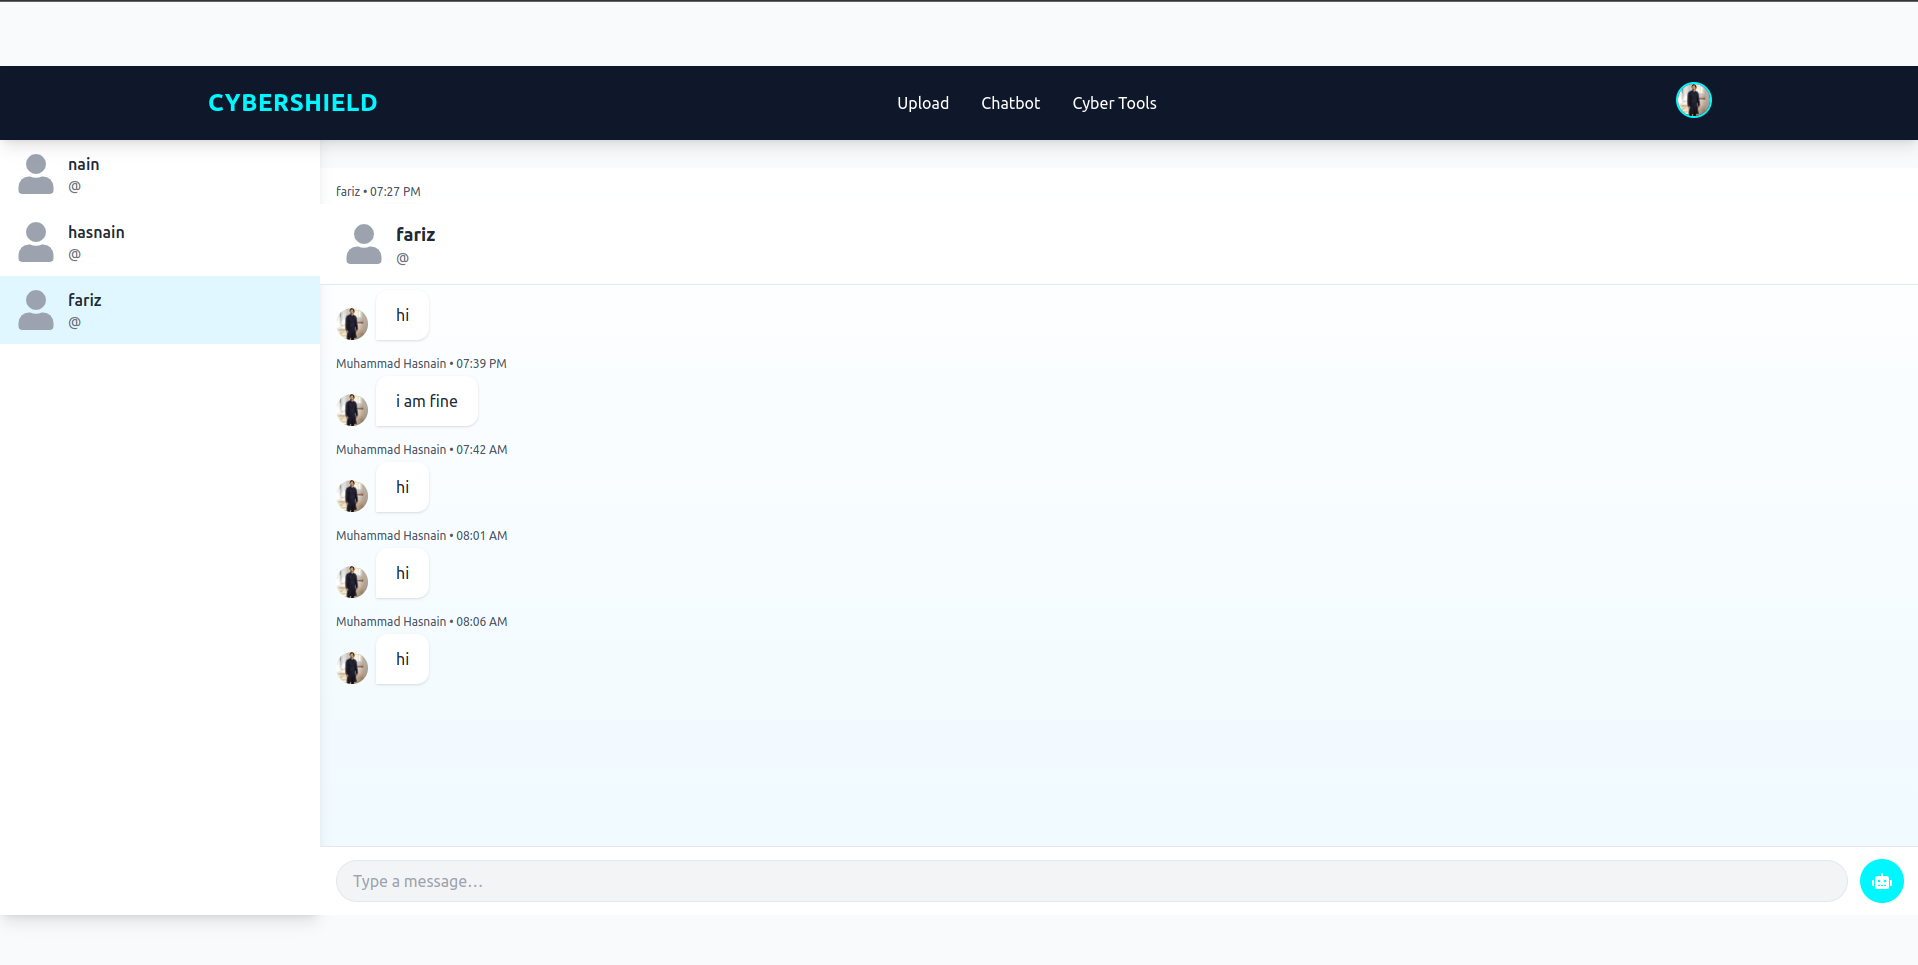 CYBERSHIELD
Upload
Chatbot
Cyber Tools
nain
@
hasnain
@
fariz
@
fariz • 07:27 PM
fariz
@
hi
Muhammad Hasnain • 07:39 PM
i am fine
Muhammad Hasnain • 07:42 AM
hi
Muhammad Hasnain • 08:01 AM
hi
Muhammad Hasnain • 08:06 AM
hi
Type a message...